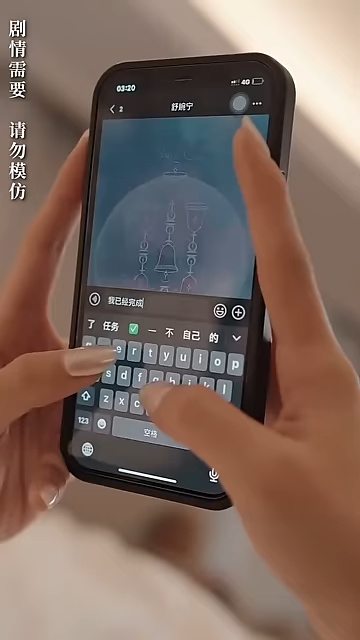 剧情需要 请勿模仿
03:20
4G
2
舒婉宁
我已经完成
了 任务 ✅ 一 不 自己 的
e r t y u i o p
s d f g h j k l
z x c
123
空格